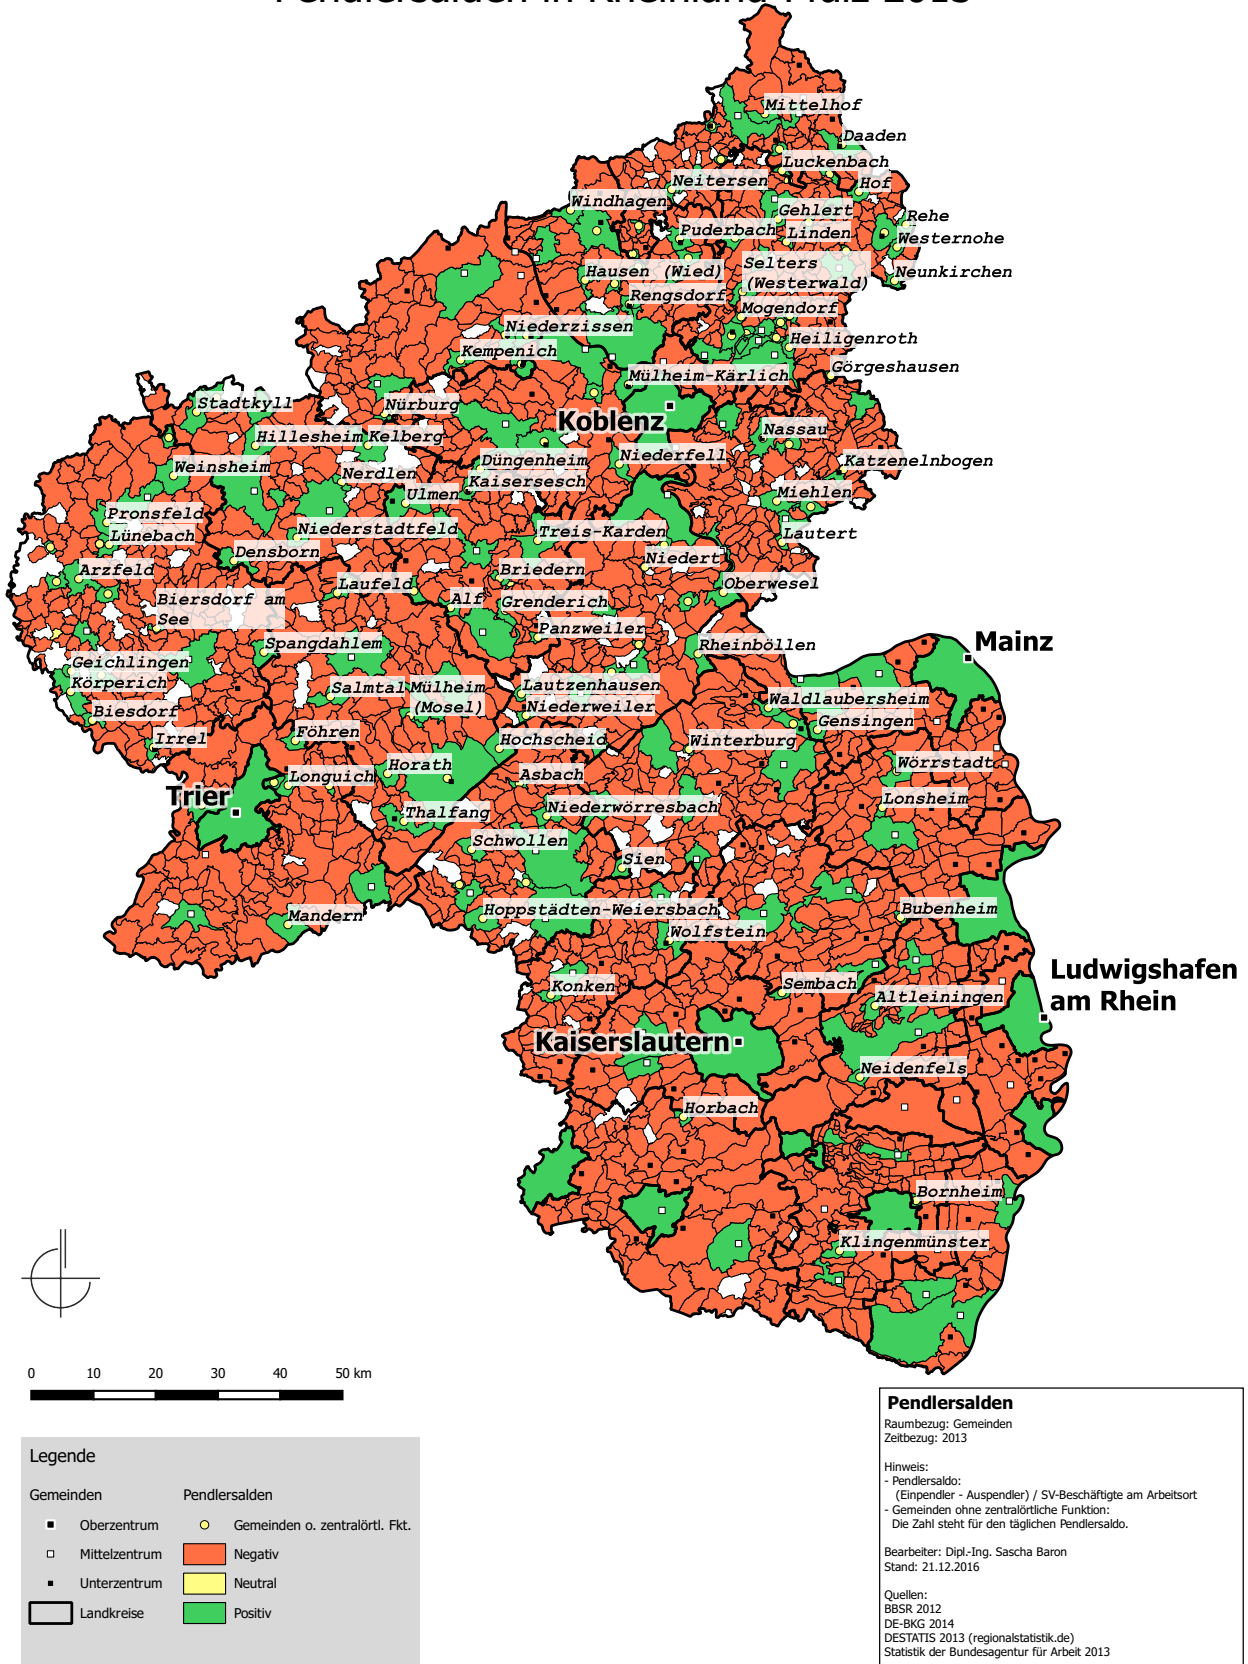 Pendlersalden in Rheinland-Pfalz 2013
Mittelhof
Daaden
Luckenbach
Neitersen
Hof
Windhagen
Gehlert
Rehe
Puderbach
Linden
Westernohe
Selters
(Westerwald)
Hausen (Wied)
Neunkirchen
Rengsdorf
Mogendorf
Niederzissen
Heiligenroth
Kempenich
Görgeshausen
Mülheim-Kärlich
Stadtkyll
Nürburg
Koblenz
Nassau
Hillesheim
Kelberg
Niederfell
Katzenelnbogen
Weinsheim
Nerdlen
Düngenheim
Kaisersesch
Ulmen
Miehlen
Pronsfeld
Lünebach
Niederstadtfeld
Treis-Karden
Lautert
Densborn
Niedert
Arzfeld
Laufeld
Briedern
Oberwesel
Biersdorf am
See
Alf
Grenderich
Panzweiler
Mainz
Spangdahlem
Rheinböllen
Geichlingen
Körperich
Salmtal
Mülheim
(Mosel)
Lautzenhausen
Niederweiler
Waldlaubersheim
Biesdorf
Gensingen
Irrel
Föhren
Hochscheid
Winterburg
Longuich
Horath
Asbach
Wörrstadt
Trier
Thalfang
Niederwörresbach
Lonsheim
Schwollen
Sien
Mandern
Hoppstädten-Weiersbach
Bubenheim
Wolfstein
Ludwigshafen
am Rhein
Konken
Sembach
Altleiningen
Kaiserslautern
Neidenfels
Horbach
Bornheim
Klingenmünster
0 10 20 30 40 50 km
Legende
Gemeinden
Oberzentrum
Mittelzentrum
Unterzentrum
Landkreise
Pendlersalden
Gemeinden o. zentralörtl. Fkt.
Negativ
Neutral
Positiv
Pendlersalden
Raumbezug: Gemeinden
Zeitbezug: 2013
Hinweis:
- Pendlersaldo:
(Einpendler - Auspendler) / SV-Beschäftigte am Arbeitsort
- Gemeinden ohne zentralörtliche Funktion:
Die Zahl steht für den täglichen Pendlersaldo.
Bearbeiter: Dipl.-Ing. Sascha Baron
Stand: 21.12.2016
Quellen:
BBSR 2012
DE-BKG 2014
DESTATIS 2013 (regionalstatistik.de)
Statistik der Bundesagentur für Arbeit 2013